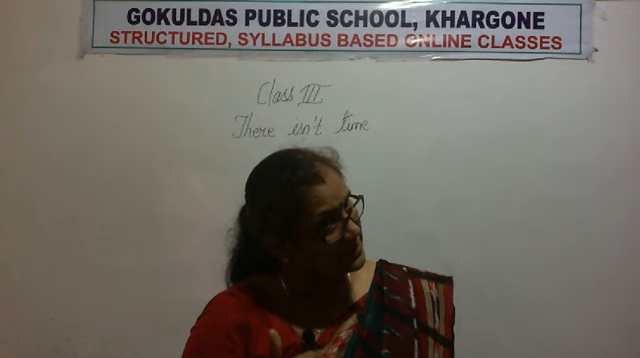 GOKULDAS PUBLIC SCHOOL, KHARGONE
STRUCTURED, SYLLABUS BASED ONLINE CLASSES
Class III
There isn't time